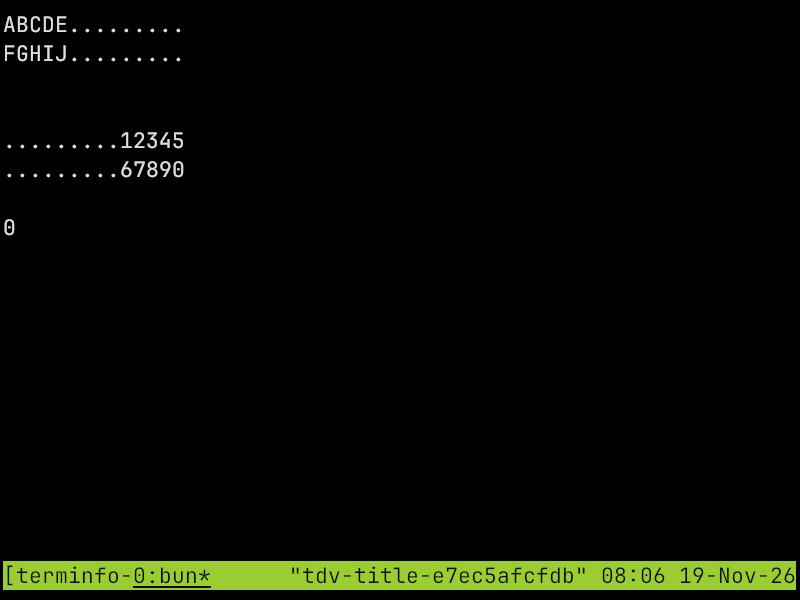 ABCDE.........
FGHIJ.........
.........12345
.........67890
0
[terminfo-0:bun*      "tdv-title-e7ec5afcfdb" 08:06 19-Nov-26